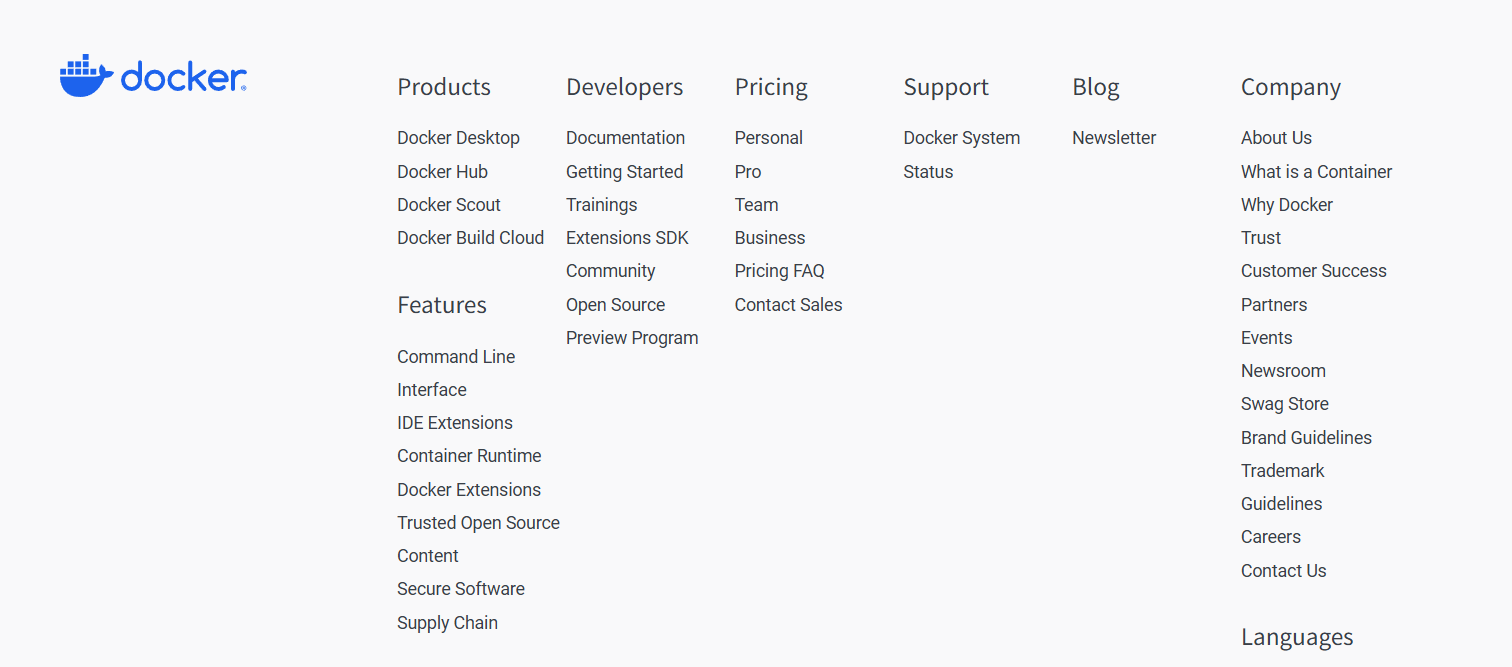 docker
Products
Docker Desktop
Docker Hub
Docker Scout
Docker Build Cloud
Features
Command Line
Interface
IDE Extensions
Container Runtime
Docker Extensions
Trusted Open Source
Content
Secure Software
Supply Chain
Developers
Documentation
Getting Started
Trainings
Extensions SDK
Community
Open Source
Preview Program
Pricing
Personal
Pro
Team
Business
Pricing FAQ
Contact Sales
Support
Docker System
Status
Blog
Newsletter
Company
About Us
What is a Container
Why Docker
Trust
Customer Success
Partners
Events
Newsroom
Swag Store
Brand Guidelines
Trademark
Guidelines
Careers
Contact Us
Languages